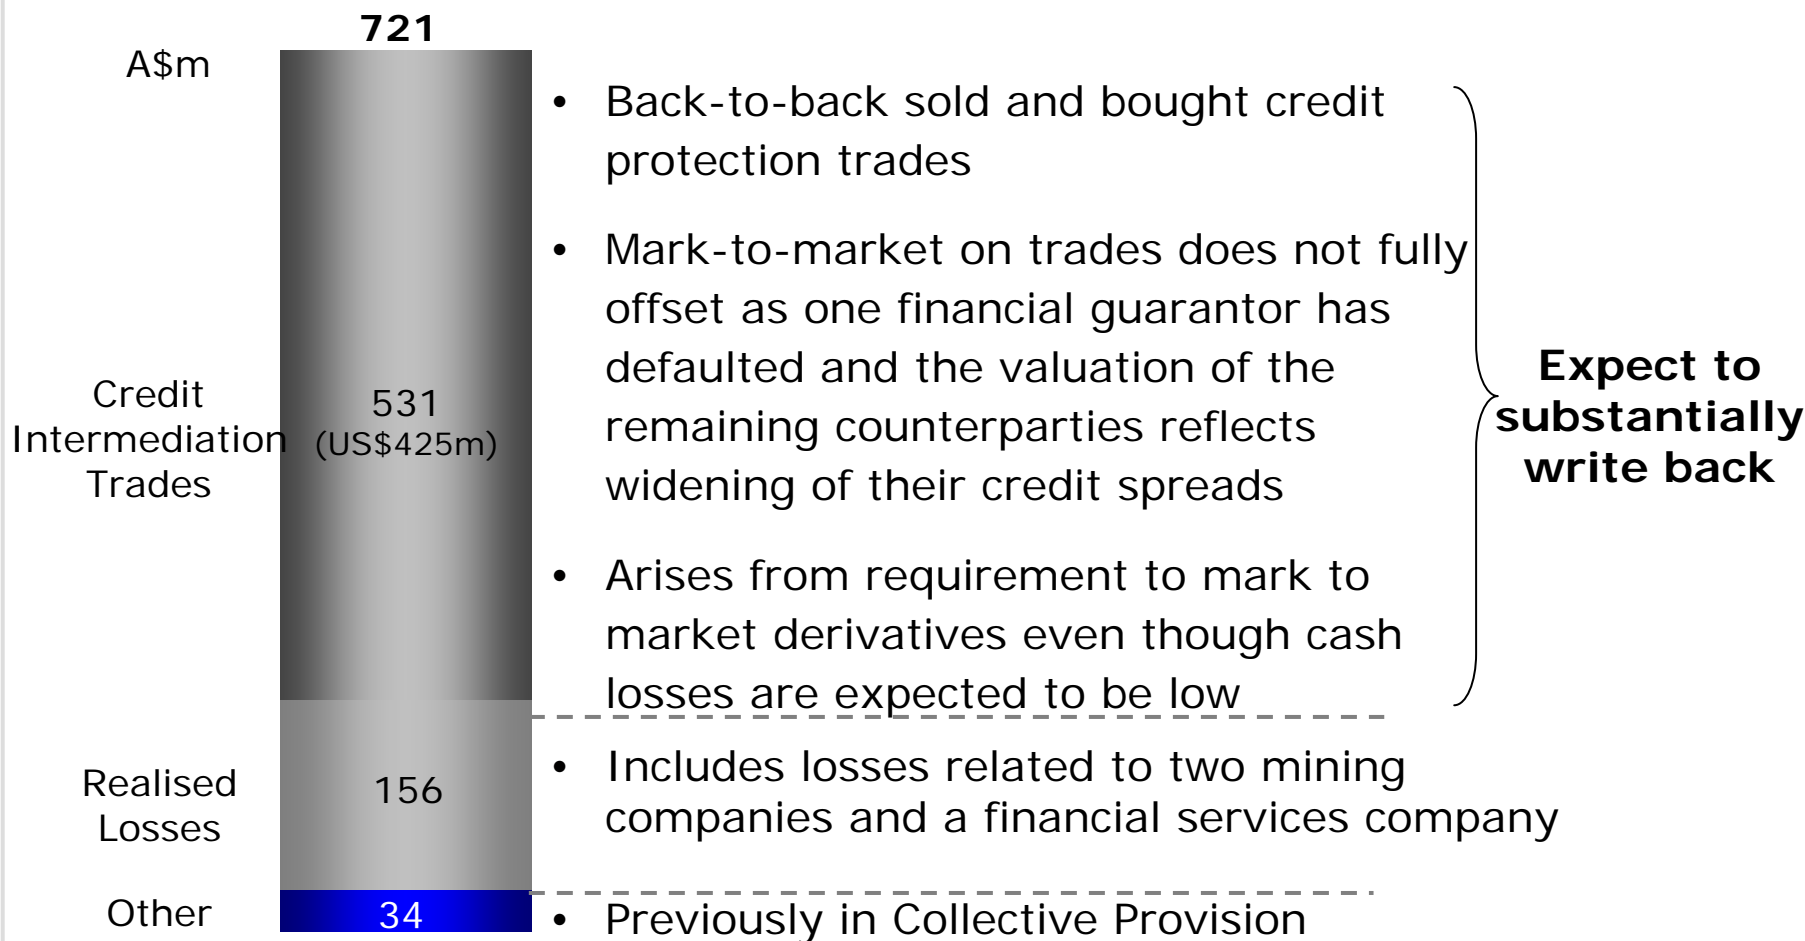 721
A$m
• Back-to-back sold and bought credit
protection trades
• Mark-to-market on trades does not fully
offset as one financial guarantor has
defaulted and the valuation of the
remaining counterparties reflects
widening of their credit spreads
• Arises from requirement to mark to
market derivatives even though cash
losses are expected to be low
Credit
Intermediation
Trades
531
(US$425m)
Expect to
substantially
write back
Realised
Losses
156
• Includes losses related to two mining
companies and a financial services company
Other
34
• Previously in Collective Provision